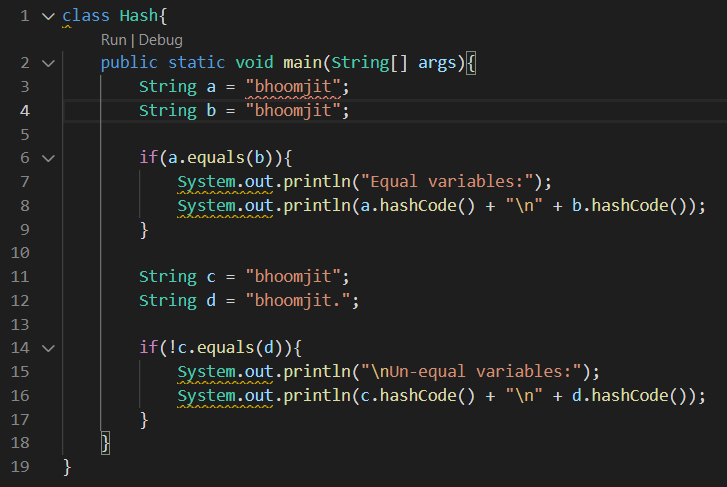 1 class Hash{
Run | Debug
2 public static void main(String[] args){
3 String a = "bhoomjit";
4 String b = "bhoomjit";
5
6 if(a.equals(b)){
7 System.out.println("Equal variables:");
8 System.out.println(a.hashCode() + "\n" + b.hashCode());
9 }
10
11 String c = "bhoomjit";
12 String d = "bhoomjit.";
13
14 if(!c.equals(d)){
15 System.out.println("\nUn-equal variables:");
16 System.out.println(c.hashCode() + "\n" + d.hashCode());
17 }
18 }
19 }